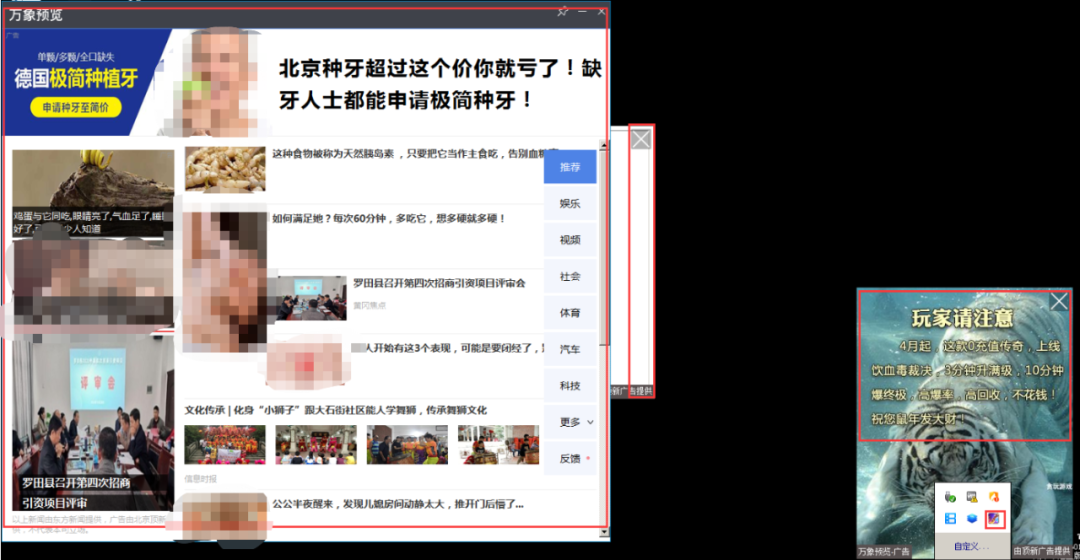 万象预览
广告
单颗/多颗/全口缺失
德国极简种植牙
申请种牙至简价
北京种牙超过这个价你就亏了！缺
牙人士都能申请极简种牙！
鸡蛋与它同吃,眼睛亮了,气血足了,睡
好了,
少人知道
罗田县召开第四次招商
引资项目评审
以上新闻由东方新闻提供，广告由北京顶新
供，不代表本司立场。
这种食物被称为天然胰岛素，只要把它当作主食吃，告别血糖
如何满足她？每次60分钟，多吃它，想多硬就多硬！
罗田县召开第四次招商引资项目评审会
黄冈焦点
人开始有这3个表现，可能是要闭经了，
文化传承 | 化身“小狮子” 跟大石街社区能人学舞狮，传承舞狮文化
信息时报
公公半夜醒来，发现儿媳房间动静太大，推开门后懵了...
推荐
娱乐
视频
社会
体育
汽车
科技
更多
反馈
新广告提供
玩家请注意
4月起，这款0充值传奇，上线
饮血毒裁决，3分钟升满级，10分钟
爆终极，高爆率，高回收，不花钱！
祝您鼠年发大财！
贪玩游戏
自定义...
万象预览-广告
由顶新广告提供